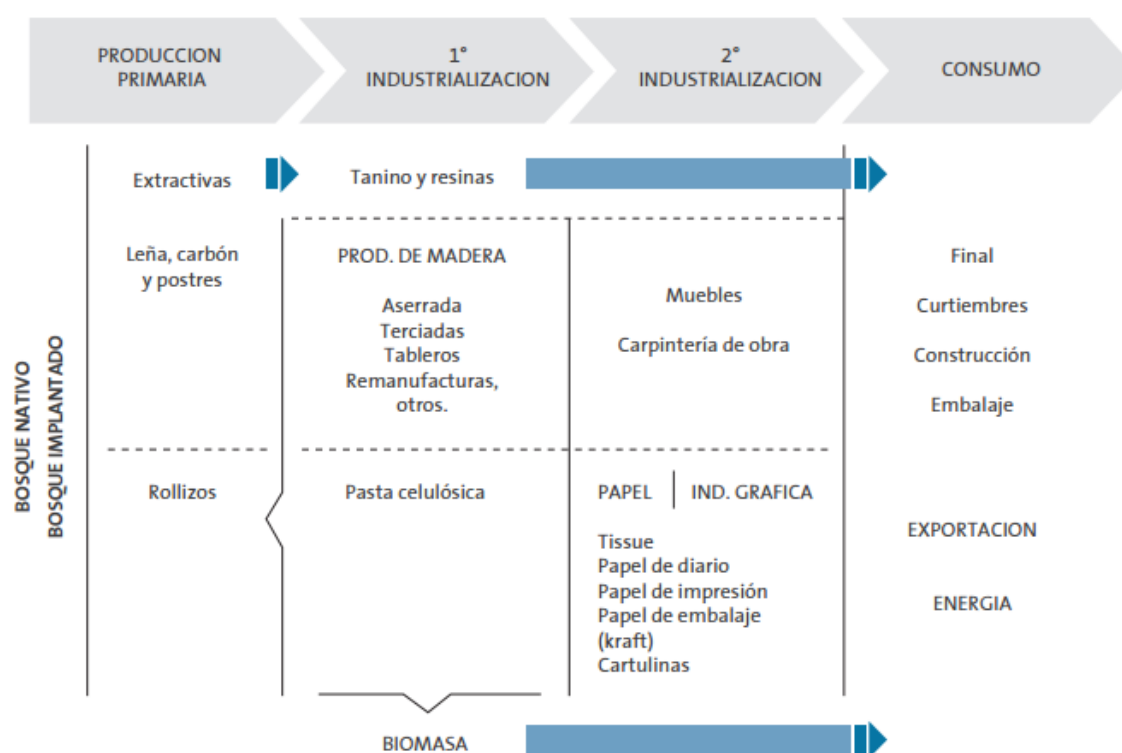 PRODUCCION
PRIMARIA
1°
INDUSTRIALIZACION
2°
INDUSTRIALIZACION
CONSUMO
BOSQUE NATIVO
BOSQUE IMPLANTADO
Extractivas
Tanino y resinas
Leña, carbón
y postres
PROD. DE MADERA
Aserrada
Terciadas
Tableros
Remanufacturas,
otros.
Muebles
Carpintería de obra
Final
Curtiembres
Construcción
Embalaje
Rollizos
Pasta celulósica
PAPEL
IND. GRAFICA
Tissue
Papel de diario
Papel de impresión
Papel de embalaje
(kraft)
Cartulinas
EXPORTACION
ENERGIA
BIOMASA